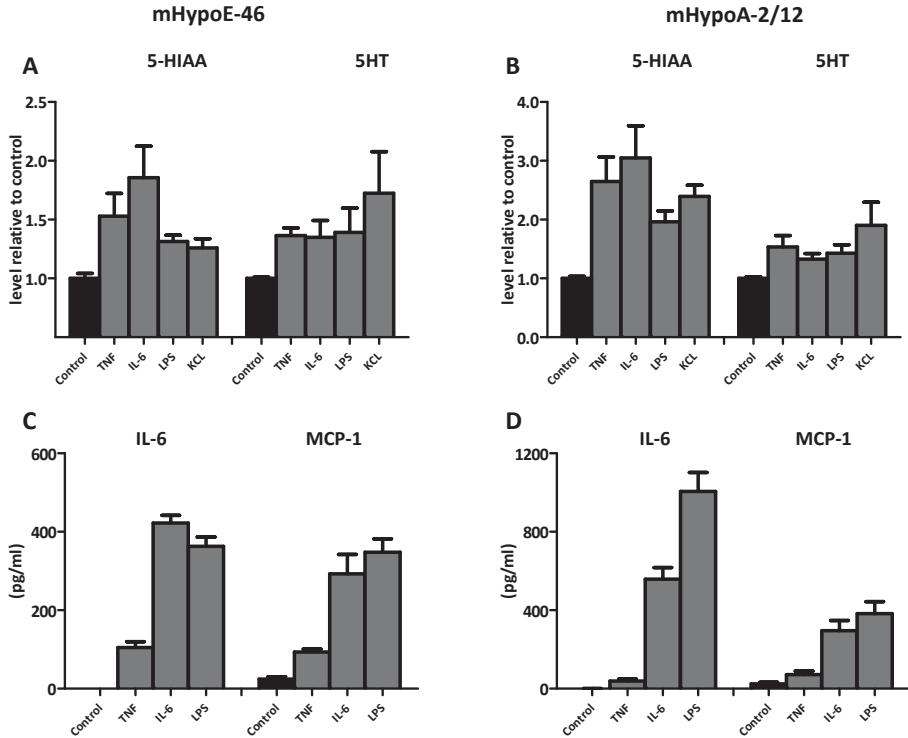 mHypoE-46
mHypoA-2/12
A
5-HIAA
5HT
level relative to control
2.5
2.0
1.5
1.0
Control
TNF
IL-6
LPS
KCL
Control
TNF
IL-6
LPS
KCL
B
5-HIAA
5HT
level relative to control
4.0
3.0
2.0
1.0
0.0
Control
TNF
IL-6
LPS
KCL
Control
TNF
IL-6
LPS
KCL
C
IL-6
MCP-1
(pg/ml)
600
400
200
0
Control
TNF
IL-6
LPS
Control
TNF
IL-6
LPS
D
IL-6
MCP-1
(pg/ml)
1200
800
400
0
Control
TNF
IL-6
LPS
Control
TNF
IL-6
LPS